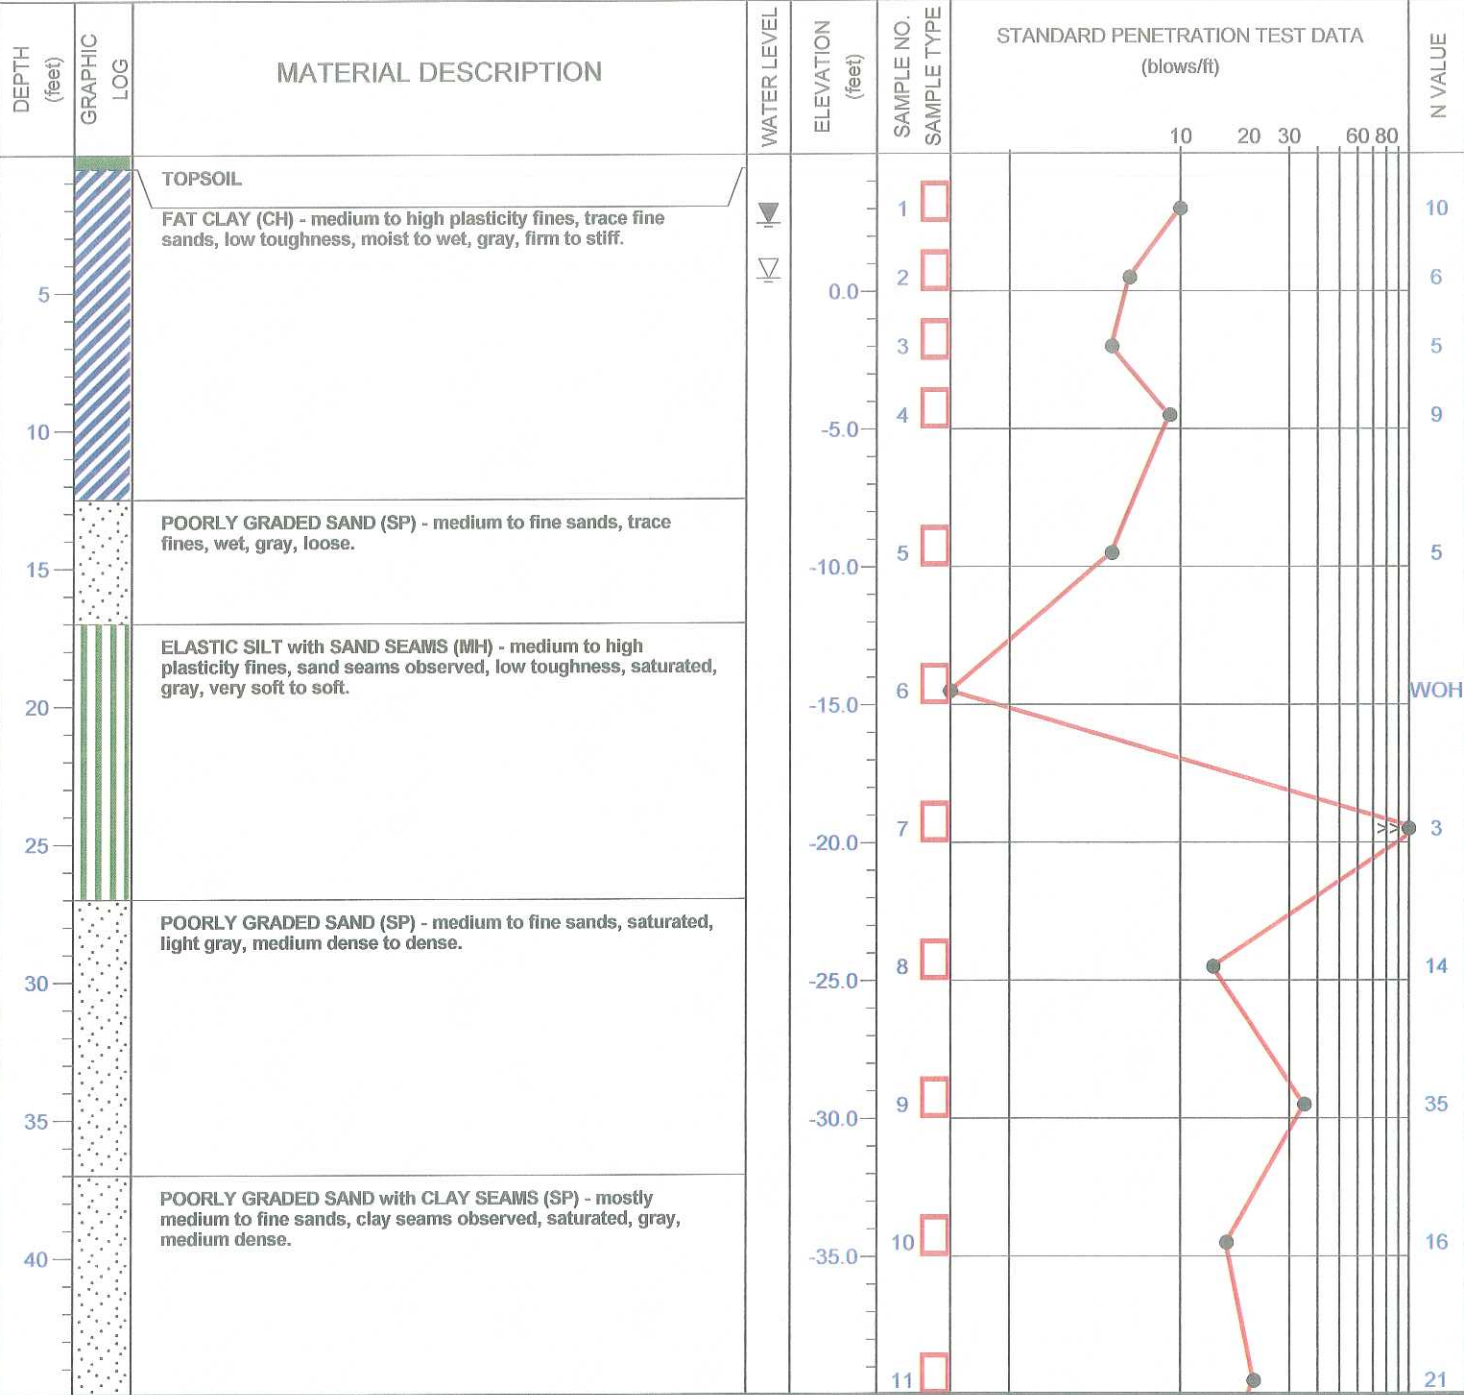 DEPTH
(feet)
GRAPHIC
LOG
MATERIAL DESCRIPTION
WATER LEVEL
ELEVATION
(feet)
SAMPLE NO.
SAMPLE TYPE
STANDARD PENETRATION TEST DATA
(blows/ft)
10 20 30 60 80
N VALUE
TOPSOIL
FAT CLAY (CH) - medium to high plasticity fines, trace fine
sands, low toughness, moist to wet, gray, firm to stiff.
1 10
2 6
5 0.0
3 5
4 9
10 -5.0
POORLY GRADED SAND (SP) - medium to fine sands, trace
fines, wet, gray, loose.
5 5
15 -10.0
ELASTIC SILT with SAND SEAMS (MH) - medium to high
plasticity fines, sand seams observed, low toughness, saturated,
gray, very soft to soft.
6 WOH
20 -15.0
7 >> 3
25 -20.0
POORLY GRADED SAND (SP) - medium to fine sands, saturated,
light gray, medium dense to dense.
8 14
30 -25.0
9 35
35 -30.0
POORLY GRADED SAND with CLAY SEAMS (SP) - mostly
medium to fine sands, clay seams observed, saturated, gray,
medium dense.
10 16
40 -35.0
11 21